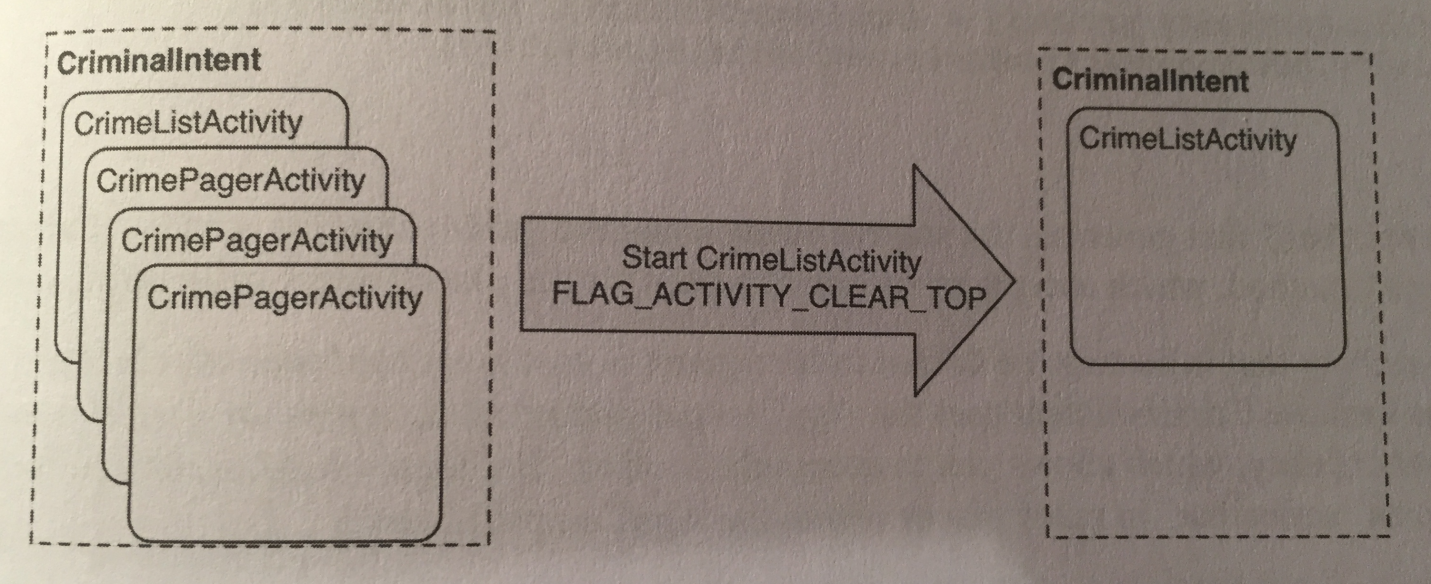 CriminalIntent
CrimeListActivity
CrimePagerActivity
CrimePagerActivity
CrimePagerActivity
Start CrimeListActivity
FLAG_ACTIVITY_CLEAR_TOP
CriminalIntent
CrimeListActivity